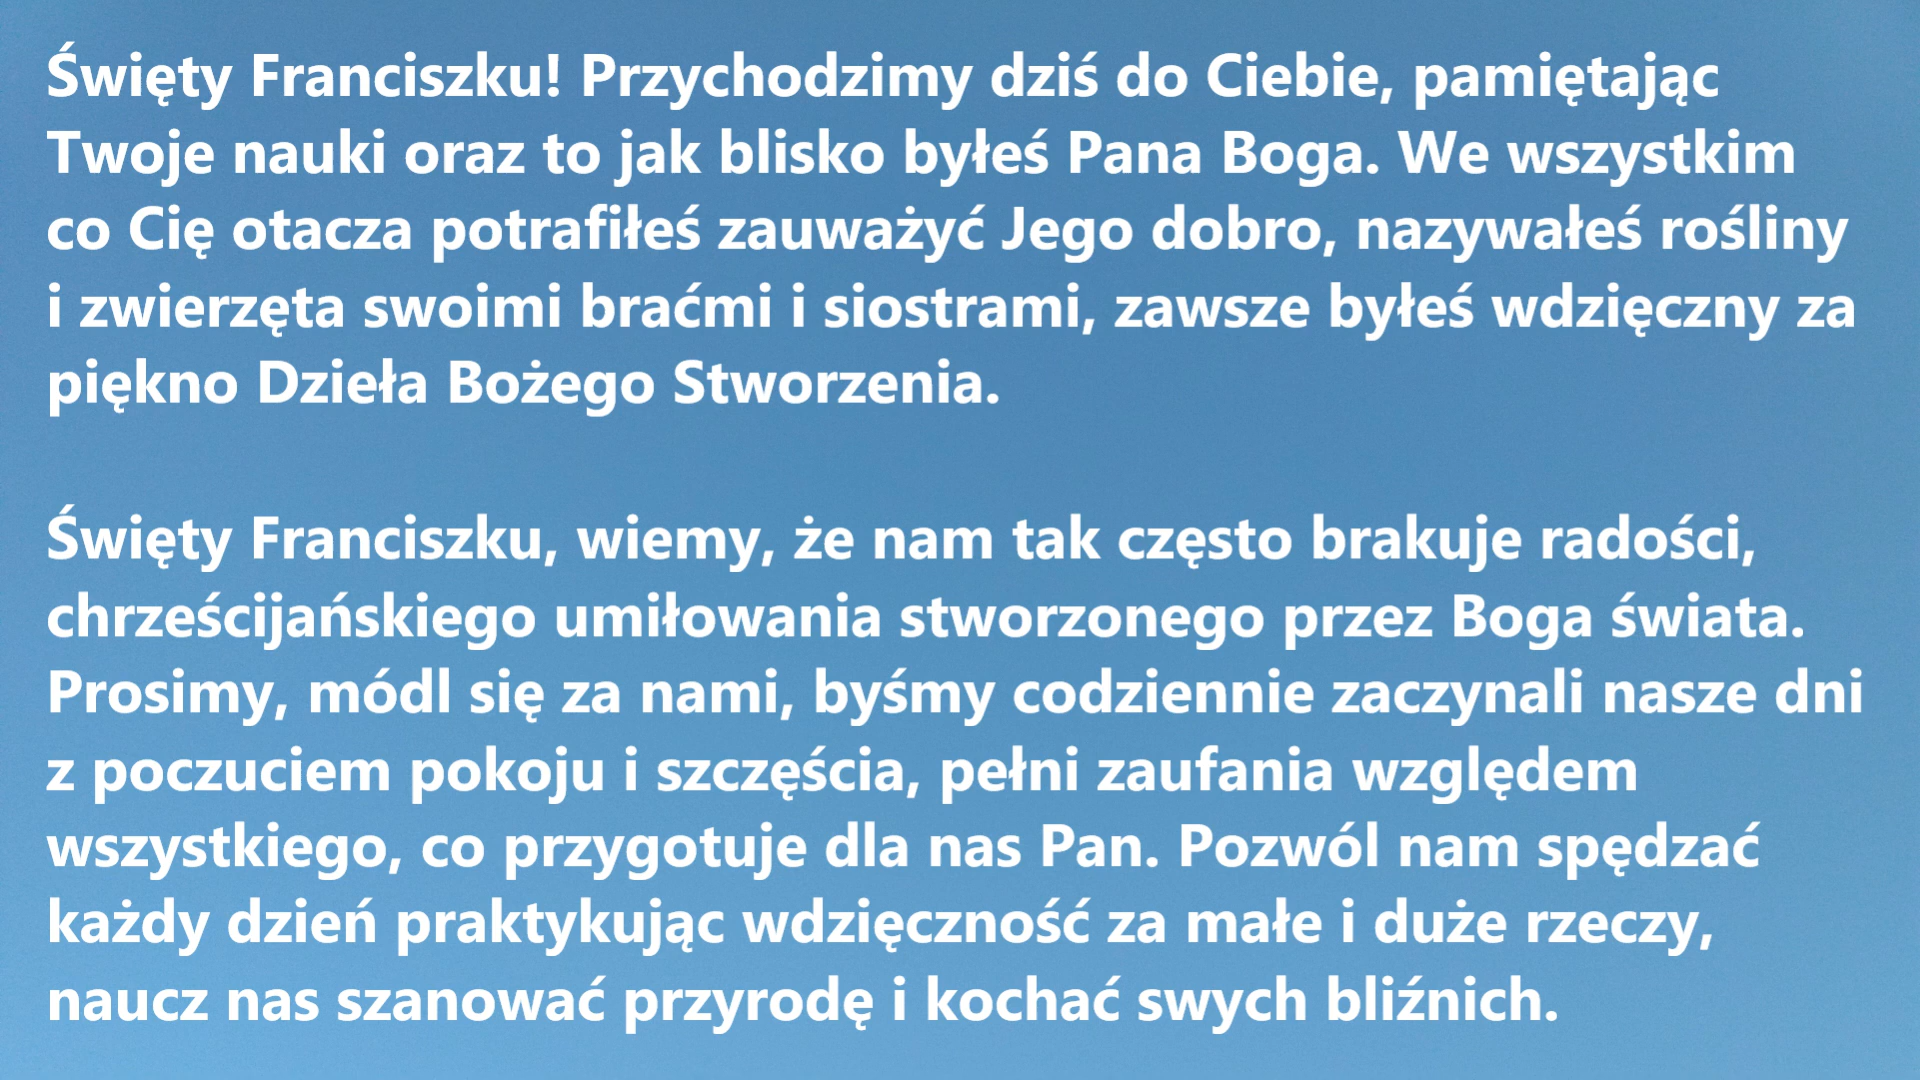 Święty Franciszku! Przychodzimy dziś do Ciebie, pamiętając
Twoje nauki oraz to jak blisko byłeś Pana Boga. We wszystkim
co Cię otacza potrafiłeś zauważyć Jego dobro, nazywałeś rośliny
i zwierzęta swoimi braćmi i siostrami, zawsze byłeś wdzięczny za
piękno Dzieła Bożego Stworzenia.
Święty Franciszku, wiemy, że nam tak często brakuje radości,
chrześcijańskiego umiłowania stworzonego przez Boga świata.
Prosimy, módl się za nami, byśmy codziennie zaczynali nasze dni
z poczuciem pokoju i szczęścia, pełni zaufania względem
wszystkiego, co przygotuje dla nas Pan. Pozwól nam spędzać
każdy dzień praktykując wdzięczność za małe i duże rzeczy,
naucz nas szanować przyrodę i kochać swych bliźnich.